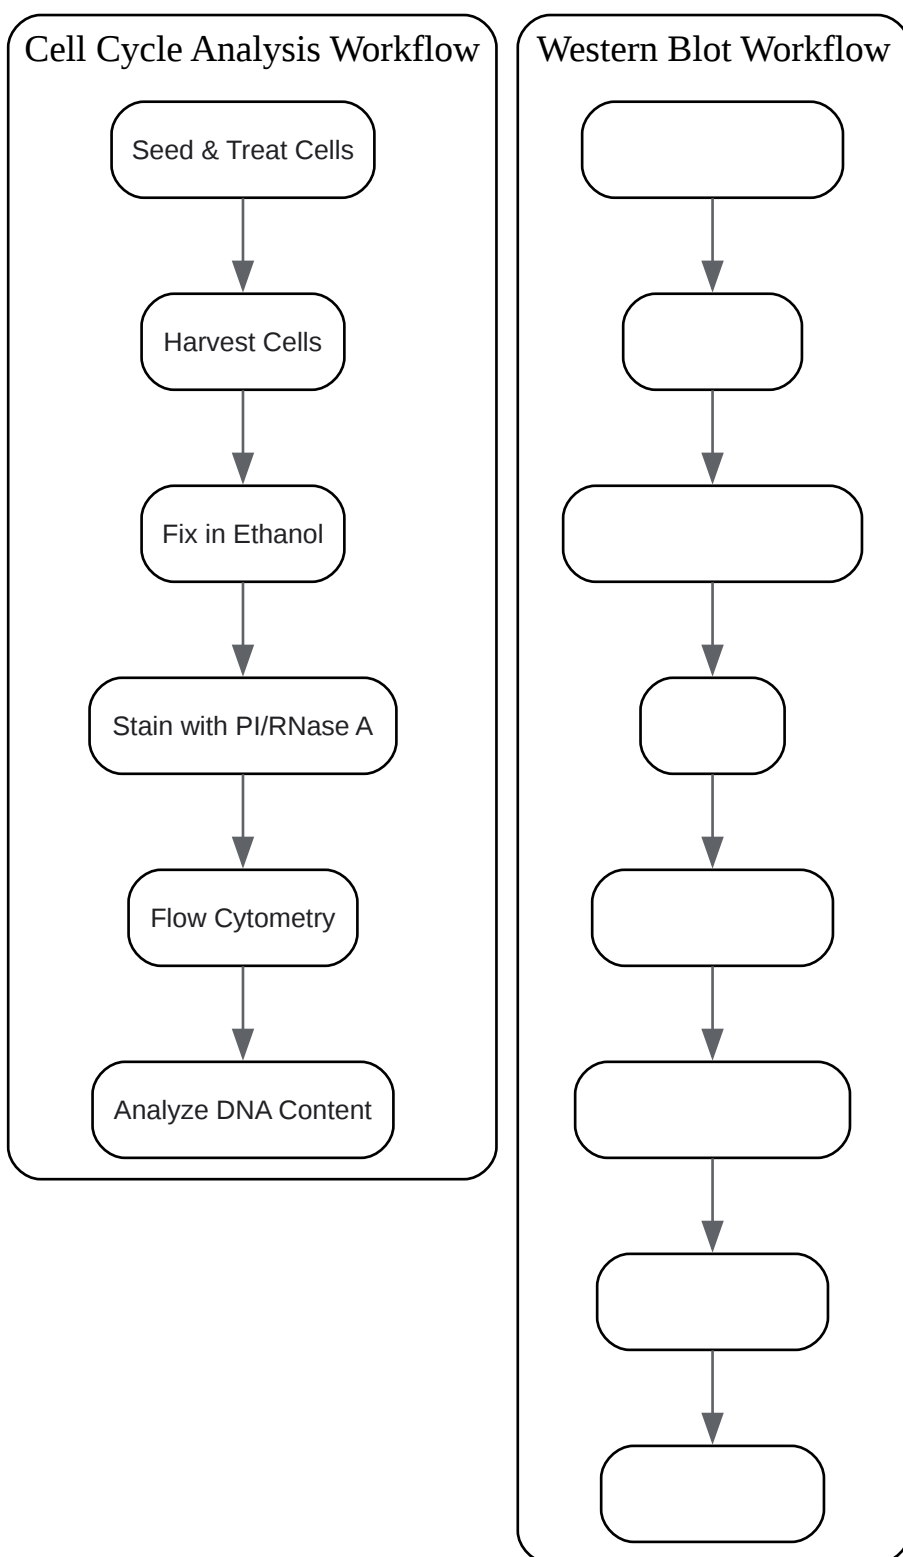 Cell Cycle Analysis Workflow
Seed & Treat Cells
Harvest Cells
Fix in Ethanol
Stain with PI/RNase A
Flow Cytometry
Analyze DNA Content
Western Blot Workflow